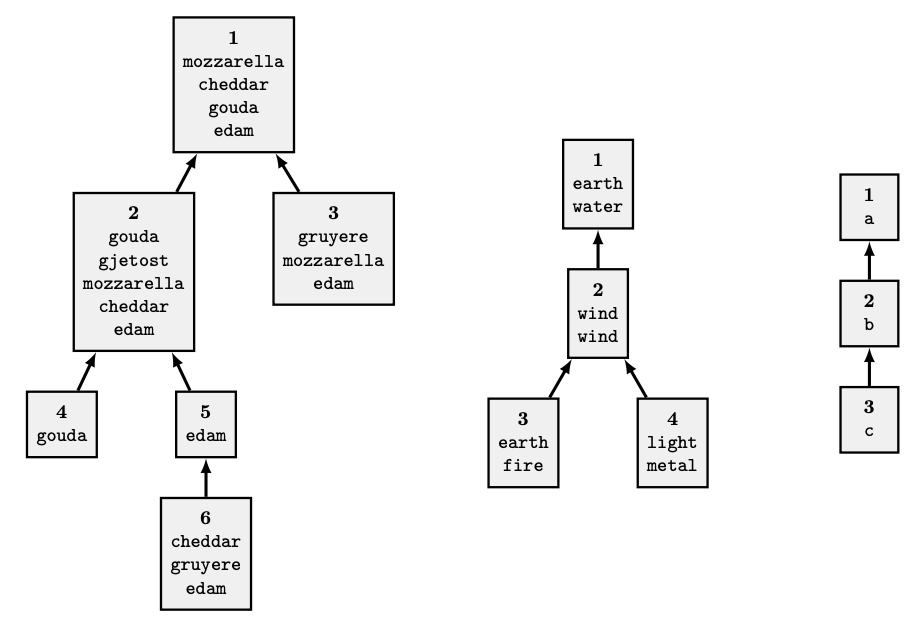 1
mozzarella
cheddar
gouda
edam
2
gouda
gjetost
mozzarella
cheddar
edam
3
gruyere
mozzarella
edam
4
gouda
5
edam
6
cheddar
gruyere
edam
1
earth
water
2
wind
wind
3
earth
fire
4
light
metal
1
a
2
b
3
c